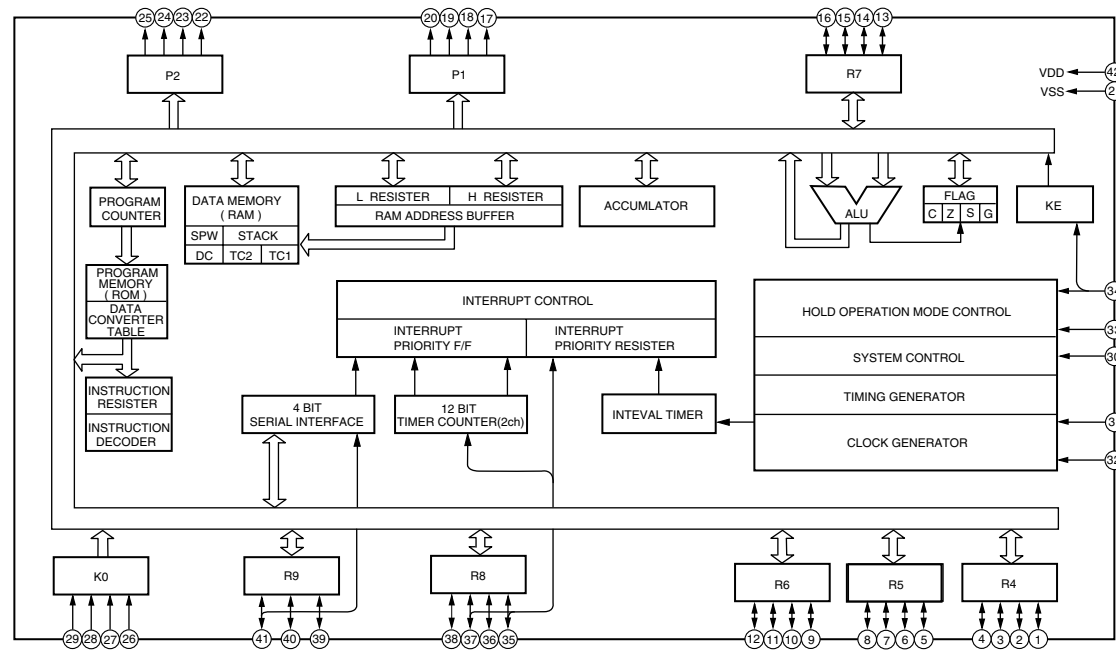 25 24 23 22
20 19 18 17
16 15 14 13
P2
P1
R7
VDD
42
VSS
PROGRAM
COUNTER
DATA MEMORY
( RAM )
SPW STACK
DC TC2 TC1
L RESISTER H RESISTER
RAM ADDRESS BUFFER
ACCUMLATOR
ALU
FLAG
C Z S G
KE
PROGRAM
MEMORY
( ROM )
DATA
CONVERTER
TABLE
INSTRUCTION
RESISTER
INSTRUCTION
DECODER
INTERRUPT CONTROL
INTERRUPT
PRIORITY F/F
INTERRUPT
PRIORITY RESISTER
4 BIT
SERIAL INTERFACE
12 BIT
TIMER COUNTER(2ch)
INTEVAL TIMER
HOLD OPERATION MODE CONTROL
SYSTEM CONTROL
TIMING GENERATOR
CLOCK GENERATOR
34
33
30
32
K0
R9
R8
R6
R5
R4
29 28 27 26
41 40 39
38 37 36 35
12 11 10 9
8 7 6 5
4 3 2 1